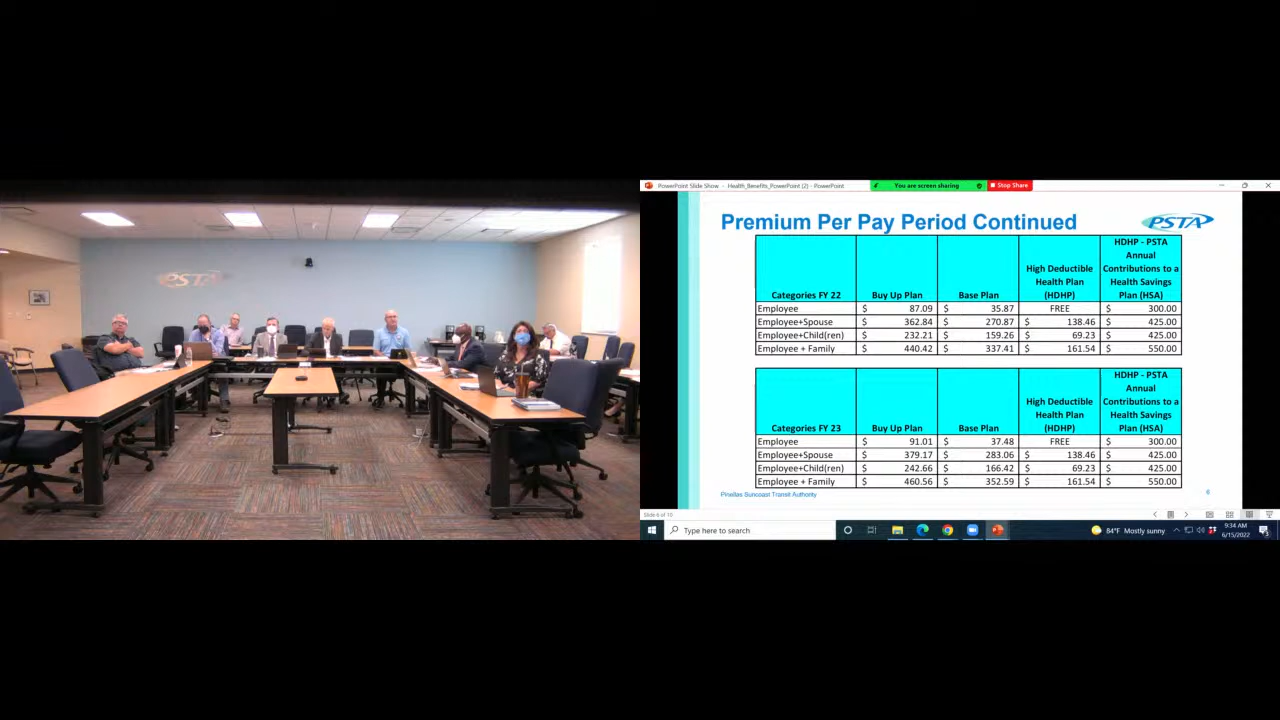 PSTA
PowerPoint Slide Show - Health_Benefits_PowerPoint (2) - PowerPoint
You are screen sharing
Stop Share
Premium Per Pay Period Continued
PSTA
Categories FY 22 Buy Up Plan Base Plan High Deductible Health Plan (HDHP) HDHP - PSTA Annual Contributions to a Health Savings Plan (HSA)
Employee $ 87.09 $ 35.87 FREE $ 300.00
Employee+Spouse $ 362.84 $ 270.87 $ 138.46 $ 425.00
Employee+Child(ren) $ 232.21 $ 159.26 $ 69.23 $ 425.00
Employee + Family $ 440.42 $ 337.41 $ 161.54 $ 550.00
Categories FY 23 Buy Up Plan Base Plan High Deductible Health Plan (HDHP) HDHP - PSTA Annual Contributions to a Health Savings Plan (HSA)
Employee $ 91.01 $ 37.48 FREE $ 300.00
Employee+Spouse $ 379.17 $ 283.06 $ 138.46 $ 425.00
Employee+Child(ren) $ 242.66 $ 166.42 $ 69.23 $ 425.00
Employee + Family $ 460.56 $ 352.59 $ 161.54 $ 550.00
Pinellas Suncoast Transit Authority 6
Slide 6 of 10
Type here to search
84°F Mostly sunny
9:34 AM
6/15/2022